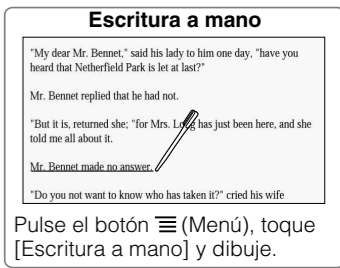 Escritura a mano
"My dear Mr. Bennet," said his lady to him one day, "have you
heard that Netherfield Park is let at last?"
Mr. Bennet replied that he had not.
"But it is, returned she; "for Mrs. Long has just been here, and she
told me all about it.
Mr. Bennet made no answer.
"Do you not want to know who has taken it?" cried his wife
Pulse el botón (Menú), toque
[Escritura a mano] y dibuje.